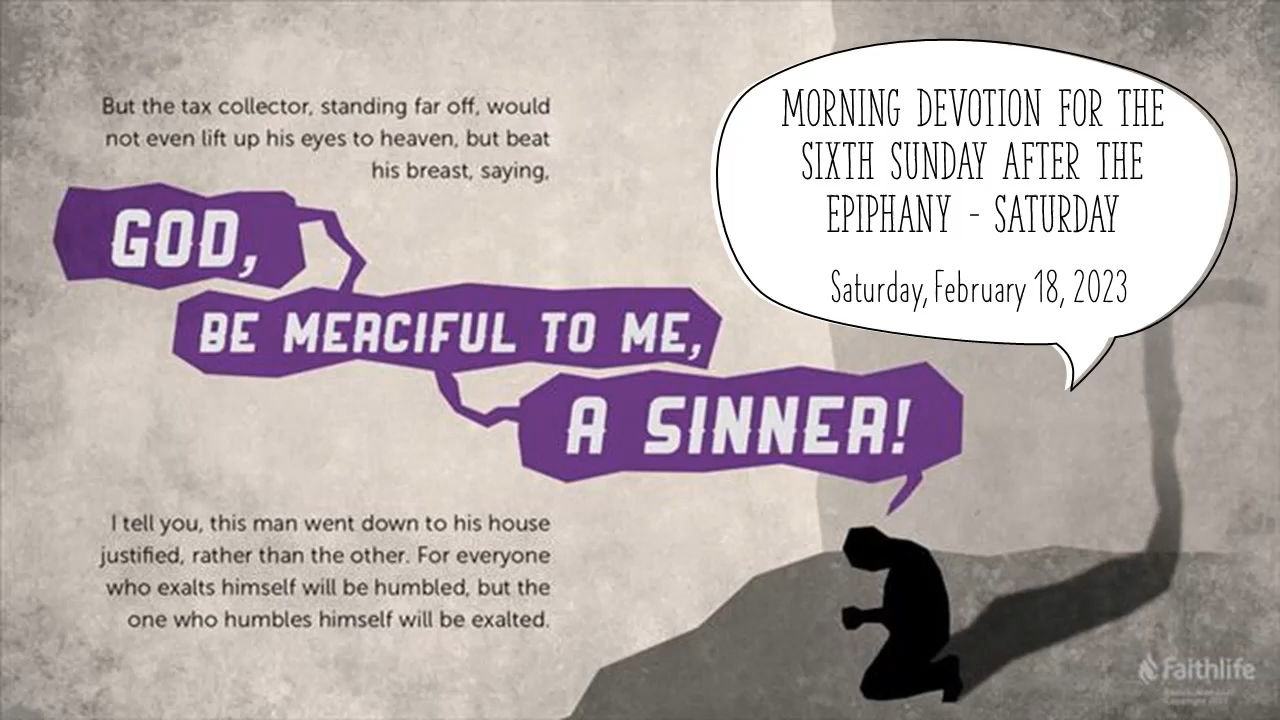 But the tax collector, standing far off, would
not even lift up his eyes to heaven, but beat
his breast, saying,
GOD,
BE MERCIFUL TO ME,
A SINNER!
I tell you, this man went down to his house
justified, rather than the other. For everyone
who exalts himself will be humbled, but the
one who humbles himself will be exalted.
MORNING DEVOTION FOR THE
SIXTH SUNDAY AFTER THE
EPIPHANY - SATURDAY
Saturday, February 18, 2023
Faithlife